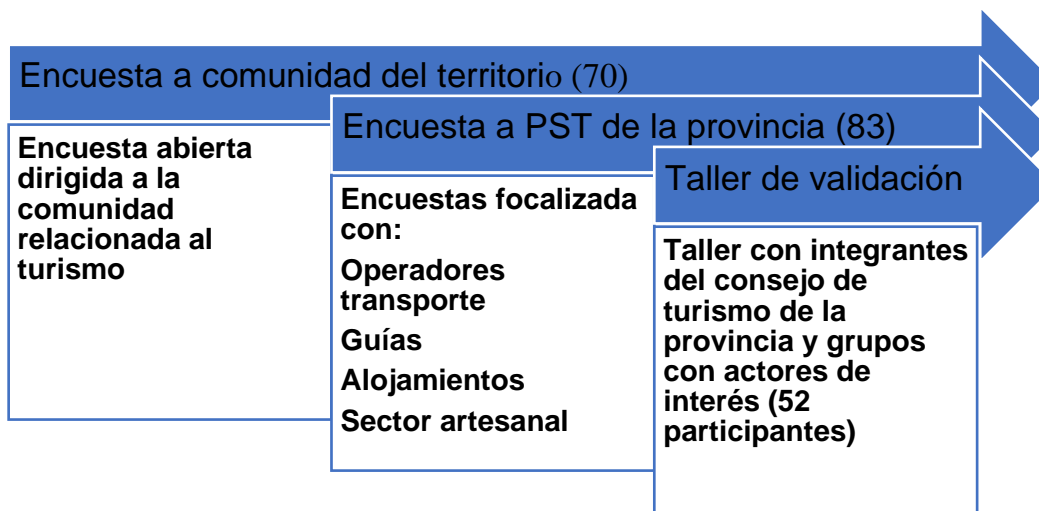 Encuesta a comunidad del territorio (70)
Encuesta abierta
dirigida a la
comunidad
relacionada al
turismo
Encuesta a PST de la provincia (83)
Encuestas focalizada
con:
Operadores
transporte
Guías
Alojamientos
Sector artesanal
Taller de validación
Taller con integrantes
del consejo de
turismo de la
provincia y grupos
con actores de
interés (52
participantes)